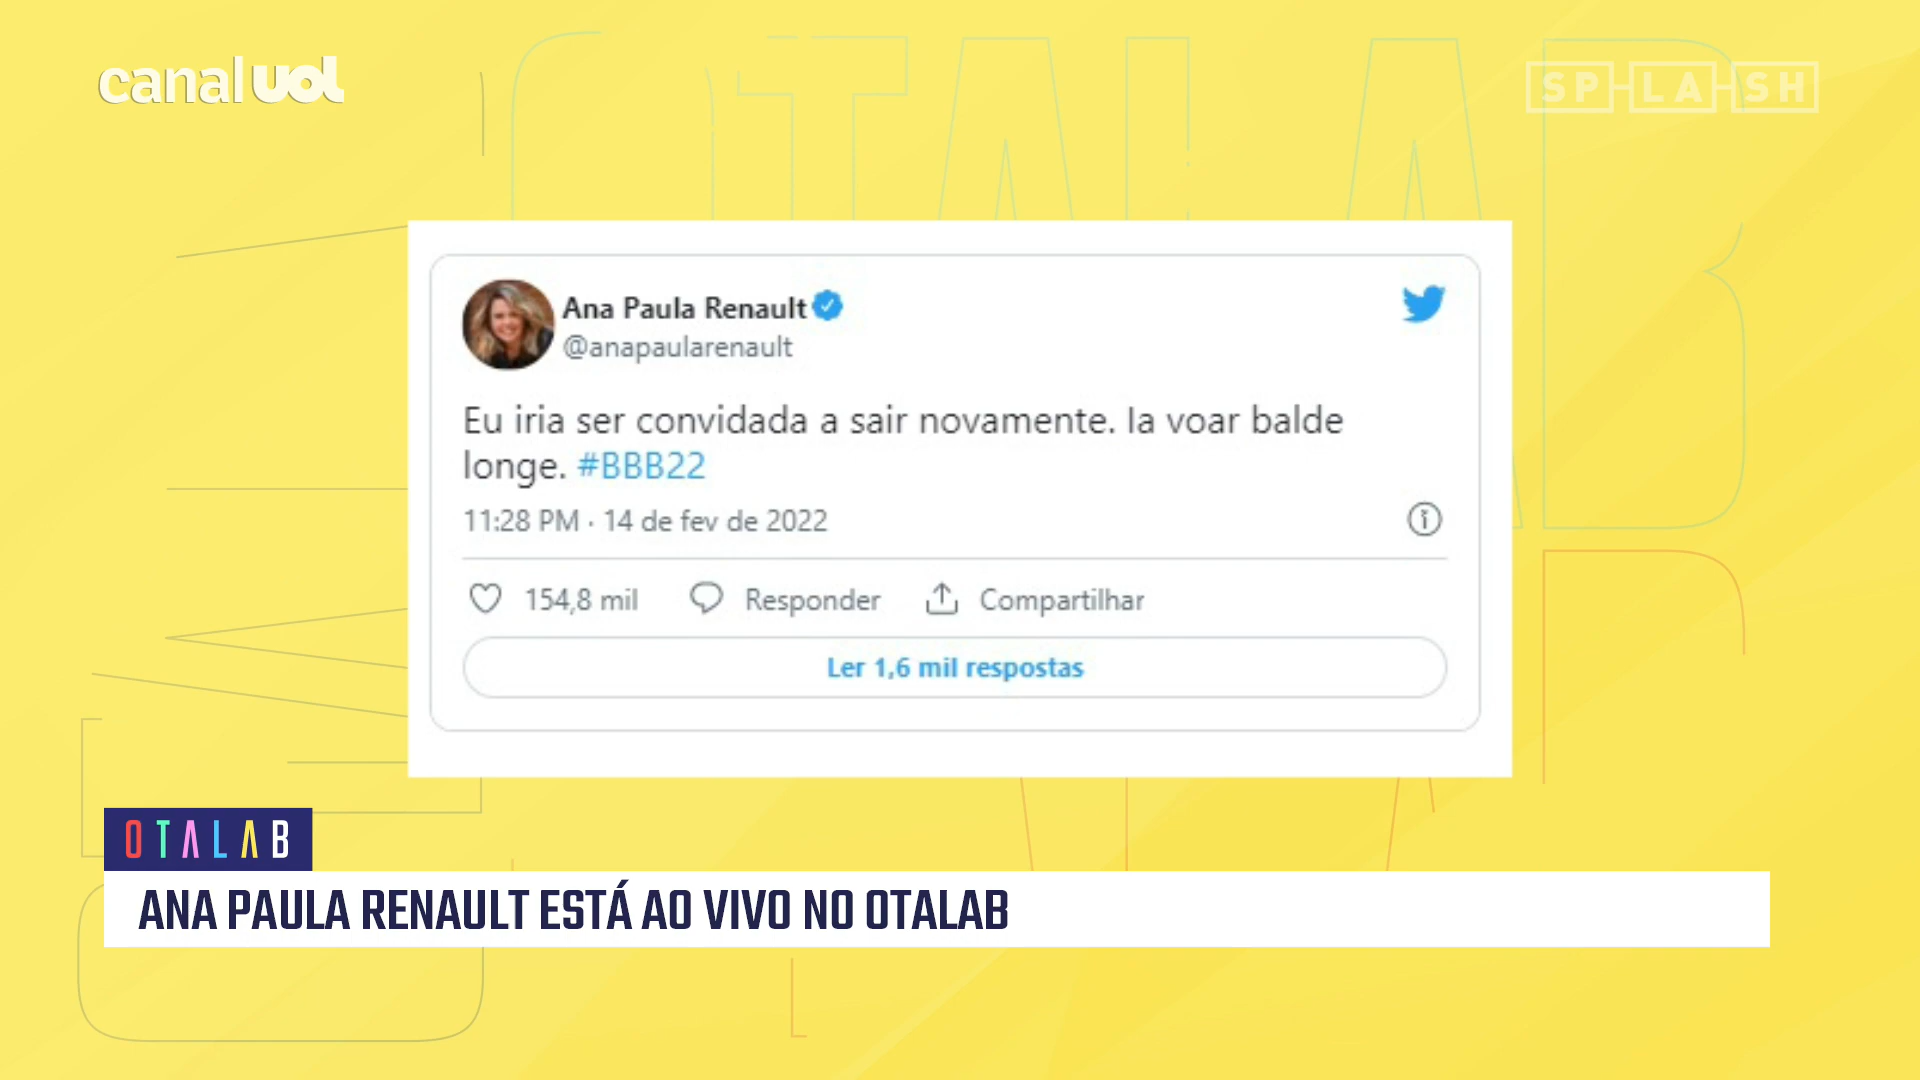 canal uol
SPLASH
OTALAB
Ana Paula Renault
@anapaularenault
Eu iria ser convidada a sair novamente. Ia voar balde
longe. #BBB22
11:28 PM · 14 de fev de 2022
154,8 mil Responder Compartilhar
Ler 1,6 mil respostas
OTALAB
ANA PAULA RENAULT ESTÁ AO VIVO NO OTALAB